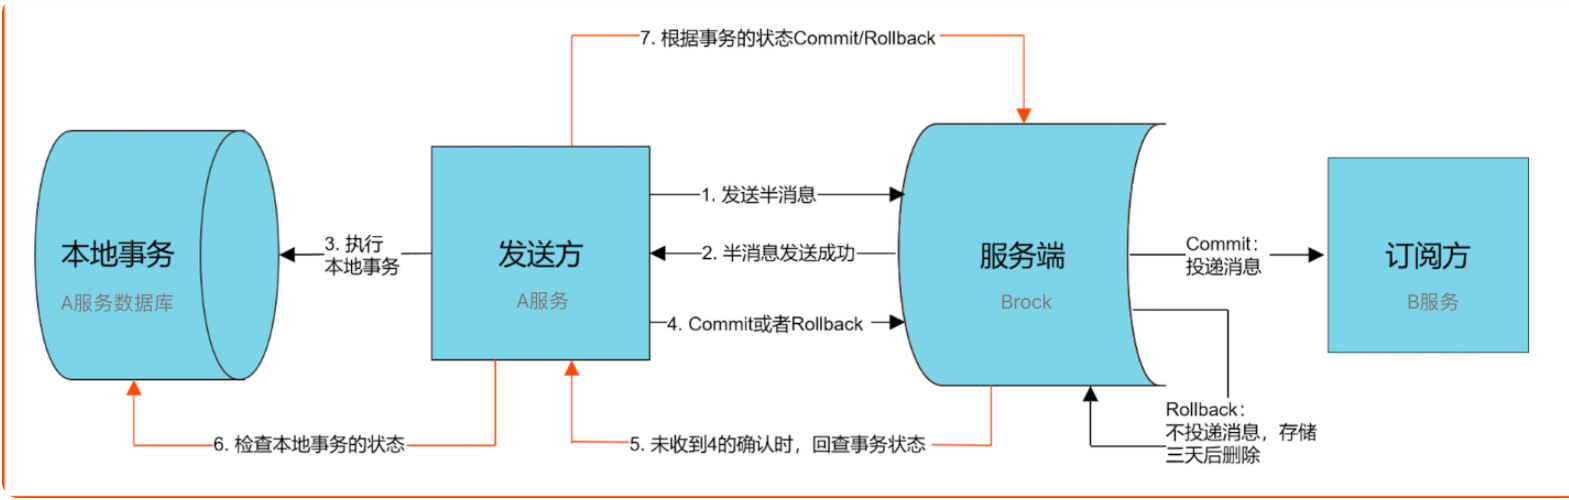 7. 根据事务的状态Commit/Rollback
本地事务
A服务数据库
3. 执行
本地事务
发送方
A服务
1. 发送半消息
2. 半消息发送成功
4. Commit或者Rollback
服务端
Brock
Commit：
投递消息
订阅方
B服务
6. 检查本地事务的状态
5. 未收到4的确认时，回查事务状态
Rollback：
不投递消息，存储
三天后删除